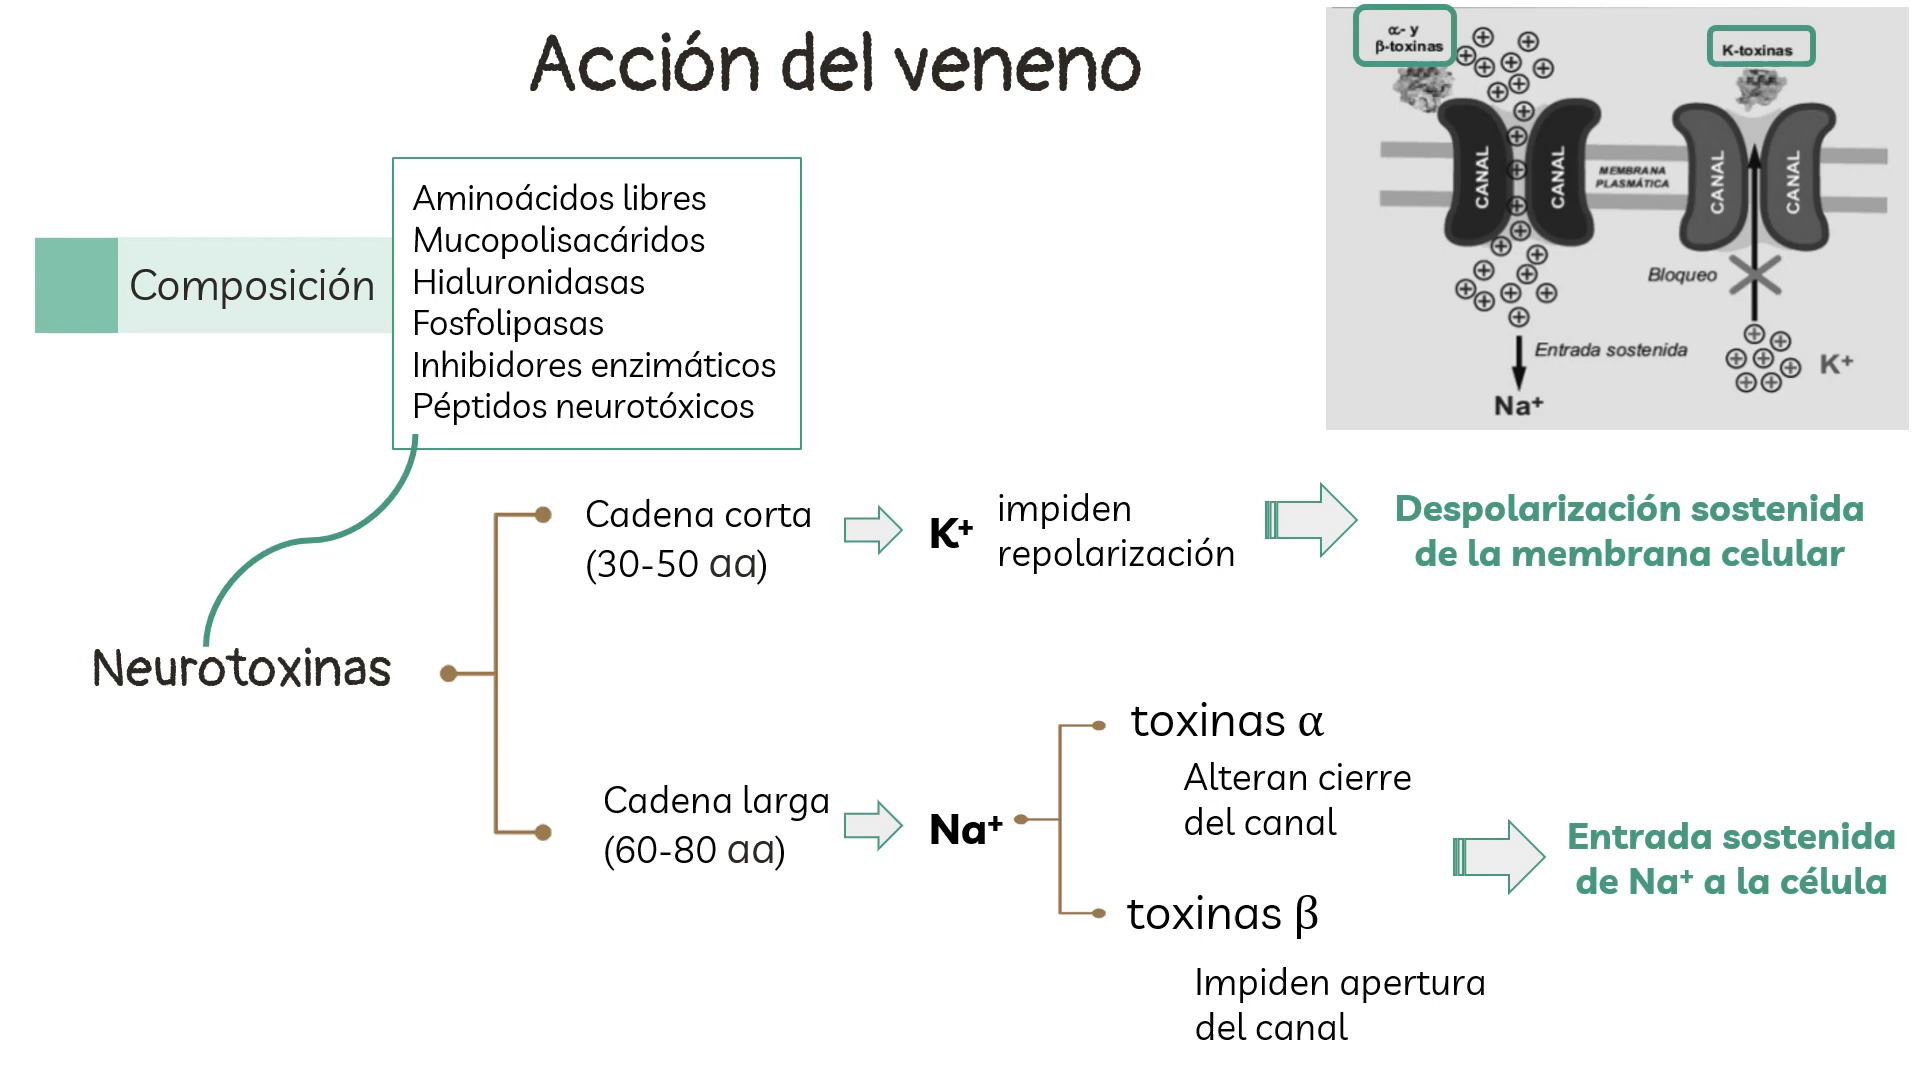 Acción del veneno
α- y
β-toxinas
K-toxinas
CANAL
CANAL
MEMBRANA
PLASMÁTICA
CANAL
CANAL
Bloqueo
Entrada sostenida
K⁺
Na⁺
Composición
Aminoácidos libres
Mucopolisacáridos
Hialuronidasas
Fosfolipasas
Inhibidores enzimáticos
Péptidos neurotóxicos
Neurotoxinas
Cadena corta
(30-50 aa)
K⁺
impiden
repolarización
Despolarización sostenida
de la membrana celular
Cadena larga
(60-80 aa)
Na⁺
toxinas α
Alteran cierre
del canal
toxinas β
Impiden apertura
del canal
Entrada sostenida
de Na⁺ a la célula